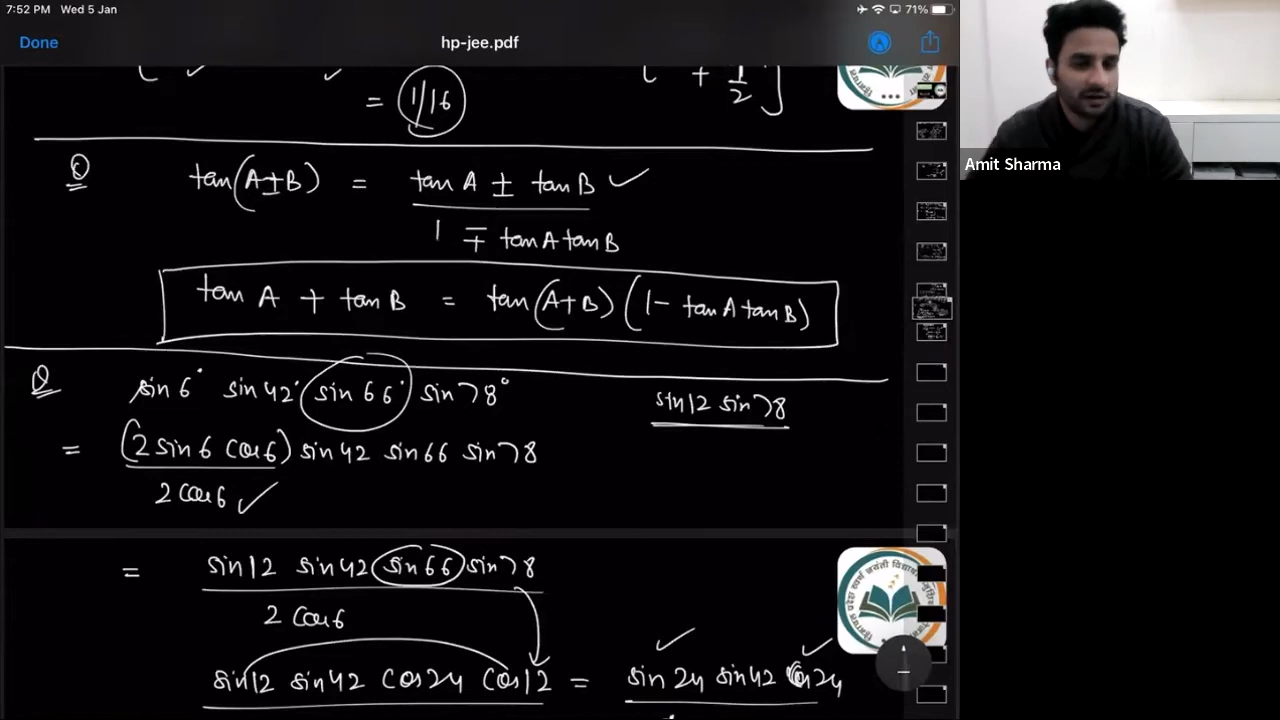 7:52 PM Wed 5 Jan
71%
Done
hp-jee.pdf
+ 1/2 ]
= 1/16
Q tan(A±B) = tan A ± tan B ✓
1 ∓ tan A tan B
tan A + tan B = tan(A+B) (1 - tan A tan B)
Q sin 6° sin 42° sin 66° sin 78°
sin 12 sin 78
= (2 sin 6 cos 6) sin 42 sin 66 sin 78
2 cos 6 ✓
= sin 12 sin 42 sin 66 sin 78
2 cos 6
sin 12 sin 42 cos 24 cos 12 = sin 24 sin 42 cos 24
Amit Sharma